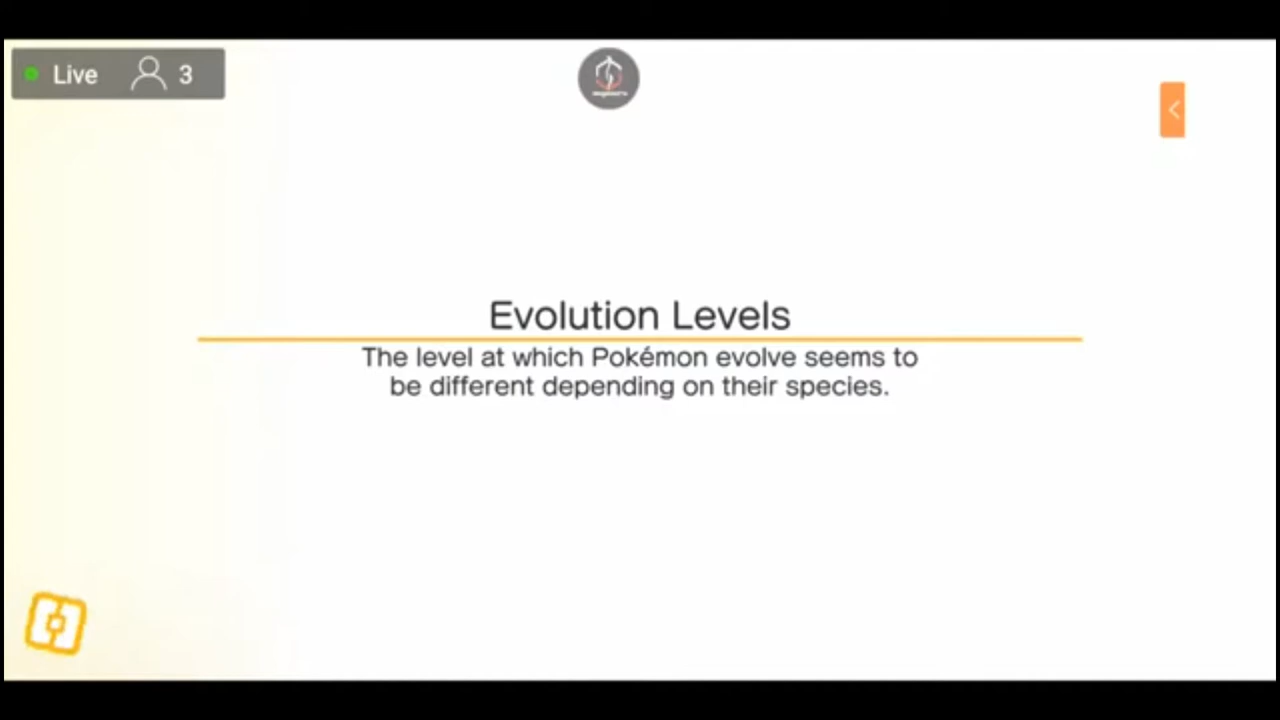 Live 3
Evolution Levels
The level at which Pokémon evolve seems to
be different depending on their species.